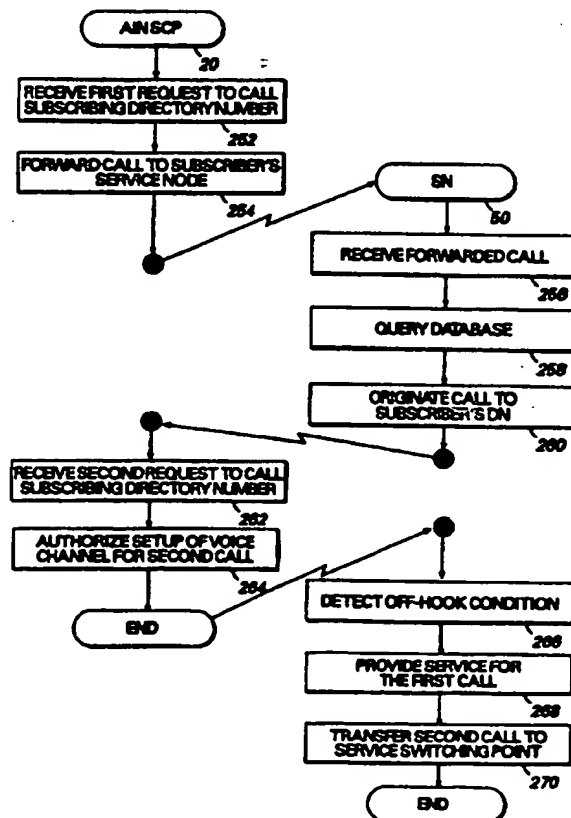 AIN SCP
20
RECEIVE FIRST REQUEST TO CALL
SUBSCRIBING DIRECTORY NUMBER
252
FORWARD CALL TO SUBSCRIBER'S
SERVICE NODE
254
SN
50
RECEIVE FORWARDED CALL
256
QUERY DATABASE
258
ORIGINATE CALL TO
SUBSCRIBER'S DN
260
RECEIVE SECOND REQUEST TO CALL
SUBSCRIBING DIRECTORY NUMBER
262
AUTHORIZE SETUP OF VOICE
CHANNEL FOR SECOND CALL
264
END
DETECT OFF-HOOK CONDITION
266
PROVIDE SERVICE FOR
THE FIRST CALL
268
TRANSFER SECOND CALL TO
SERVICE SWITCHING POINT
270
END